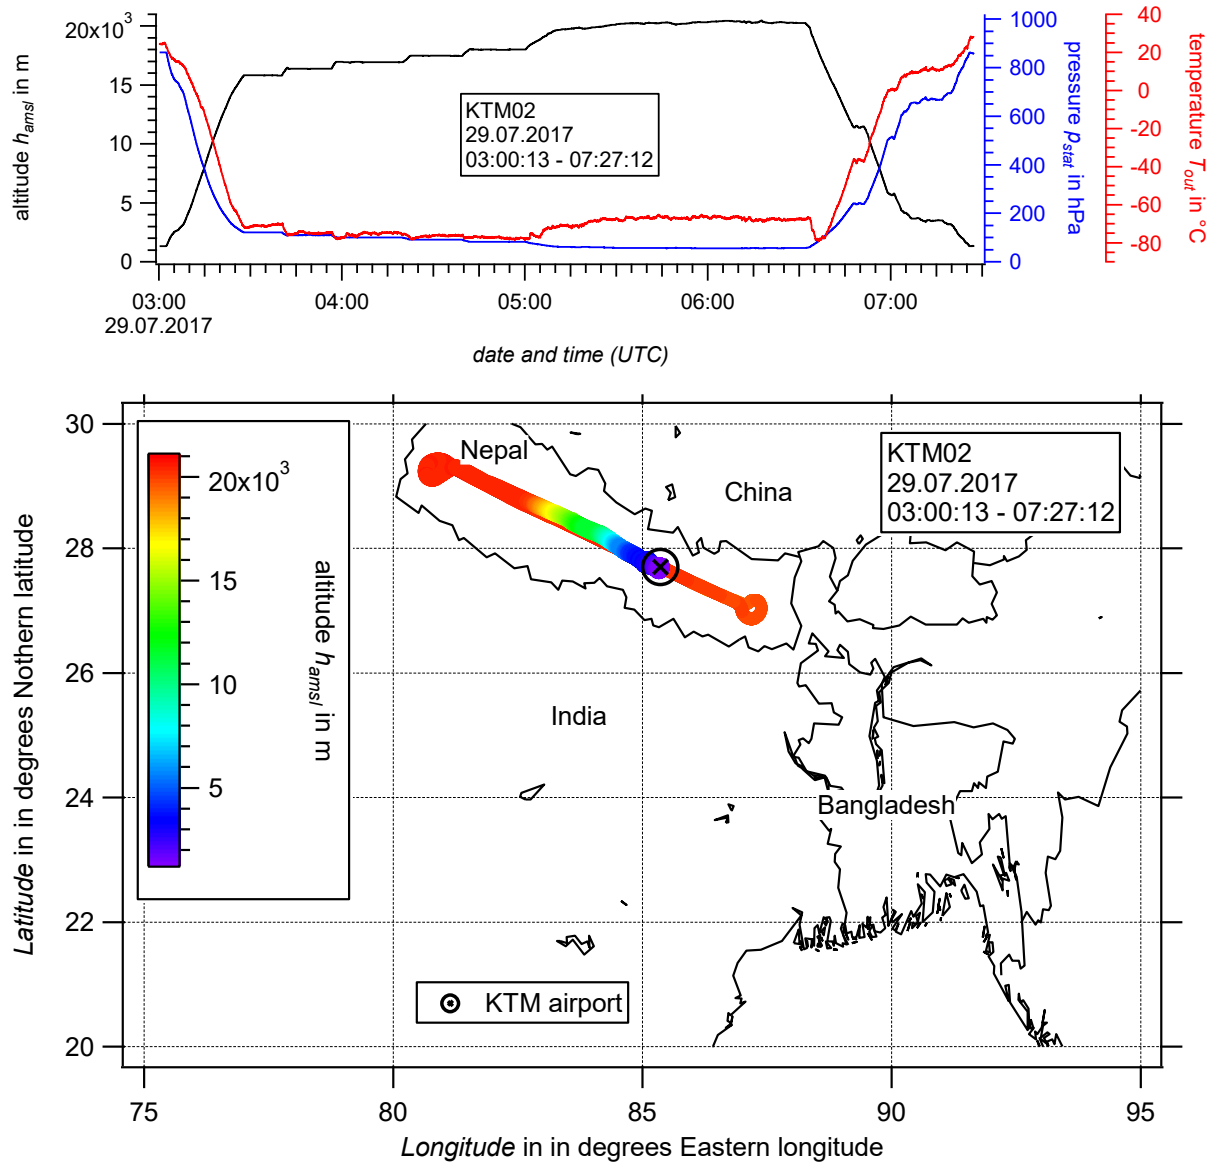 20x10³
15
10
5
0
altitude h_amsl in m
KTM02
29.07.2017
03:00:13 - 07:27:12
1000
800
600
400
200
0
pressure p_stat in hPa
40
20
0
-20
-40
-60
-80
temperature T_out in °C
03:00
04:00
05:00
06:00
07:00
29.07.2017
date and time (UTC)
30
28
26
24
22
20
Latitude in in degrees Nothern latitude
20x10³
15
10
5
altitude h_amsl in m
Nepal
China
KTM02
29.07.2017
03:00:13 - 07:27:12
India
Bangladesh
KTM airport
75
80
85
90
95
Longitude in in degrees Eastern longitude